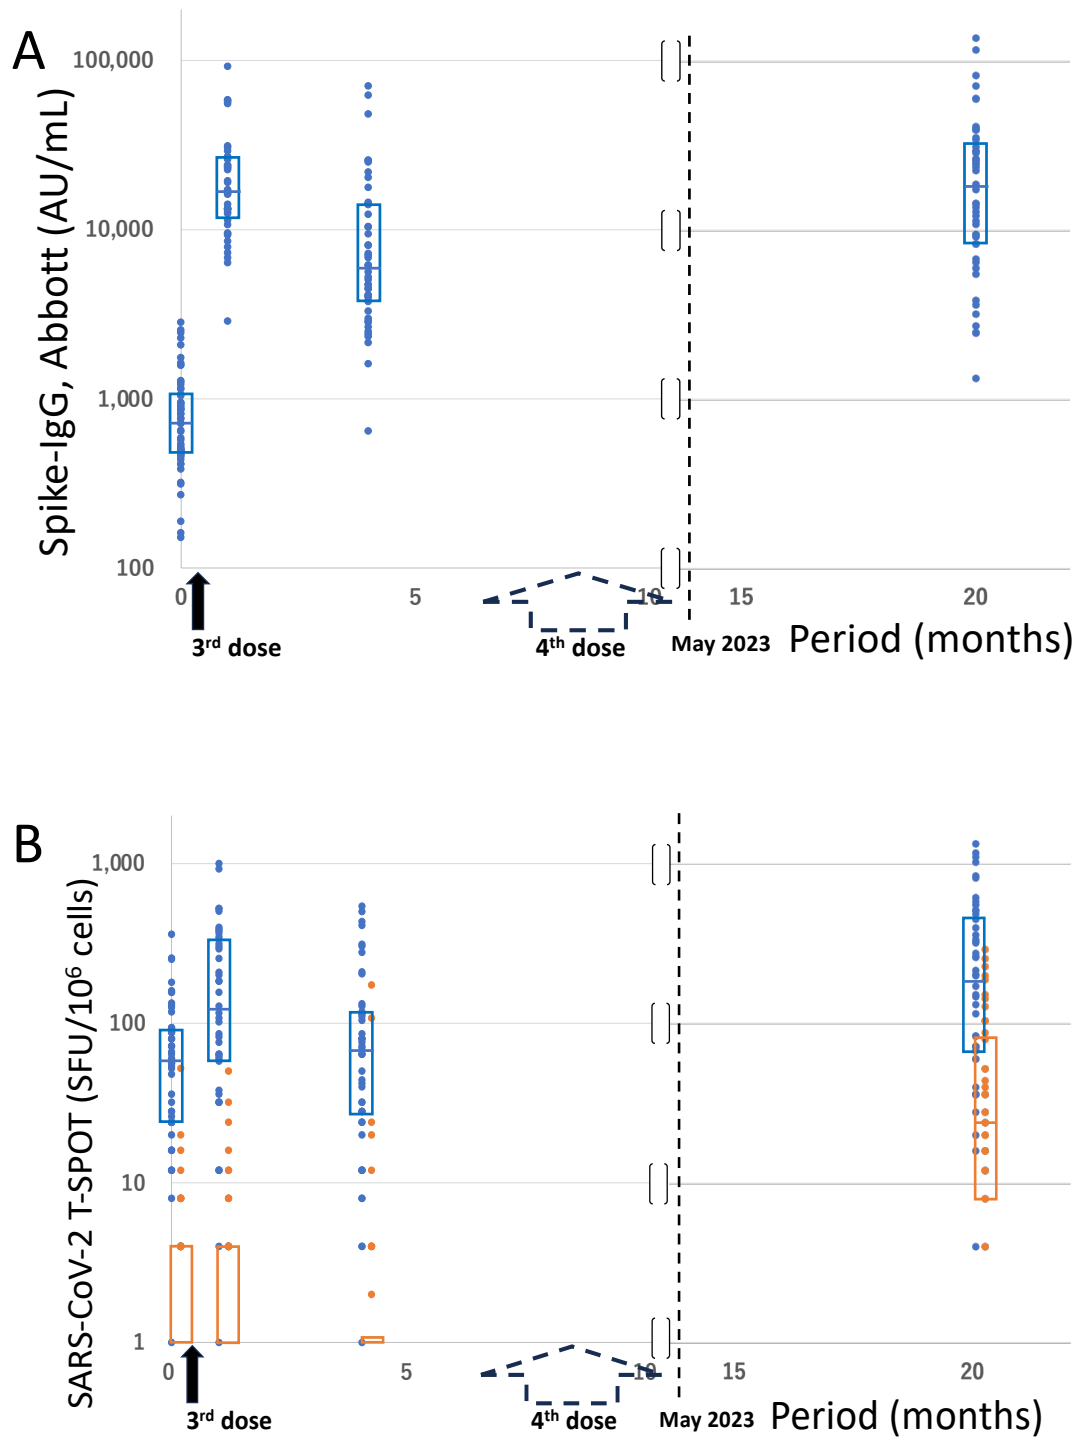 A
Spike-IgG, Abbott (AU/mL)
100,000
10,000
1,000
100
0 5 10 15 20
3rd dose
4th dose
May 2023
Period (months)
B
SARS-CoV-2 T-SPOT (SFU/10⁶ cells)
1,000
100
10
1
0 5 10 15 20
3rd dose
4th dose
May 2023
Period (months)